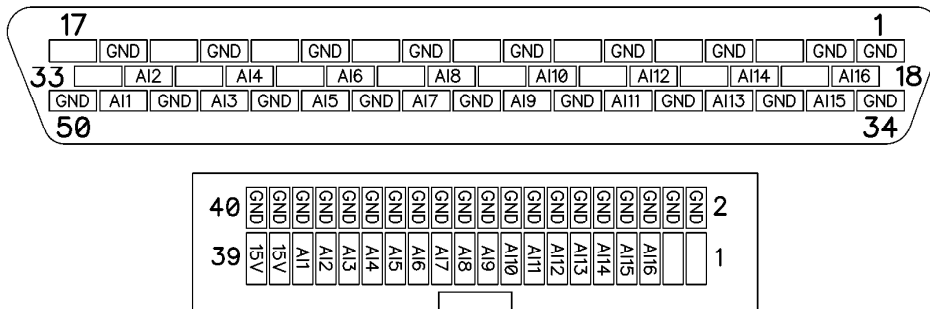 17 1
GND GND GND GND GND GND GND GND GND
33 AI2 AI4 AI6 AI8 AI10 AI12 AI14 AI16 18
GND AI1 GND AI3 GND AI5 GND AI7 GND AI9 GND AI11 GND AI13 GND AI15 GND
50 34
40 GND GND GND GND GND GND GND GND GND GND GND GND GND GND GND GND GND GND GND GND 2
39 15V 15V AI1 AI2 AI3 AI4 AI5 AI6 AI7 AI8 AI9 AI10 AI11 AI12 AI13 AI14 AI15 AI16 1